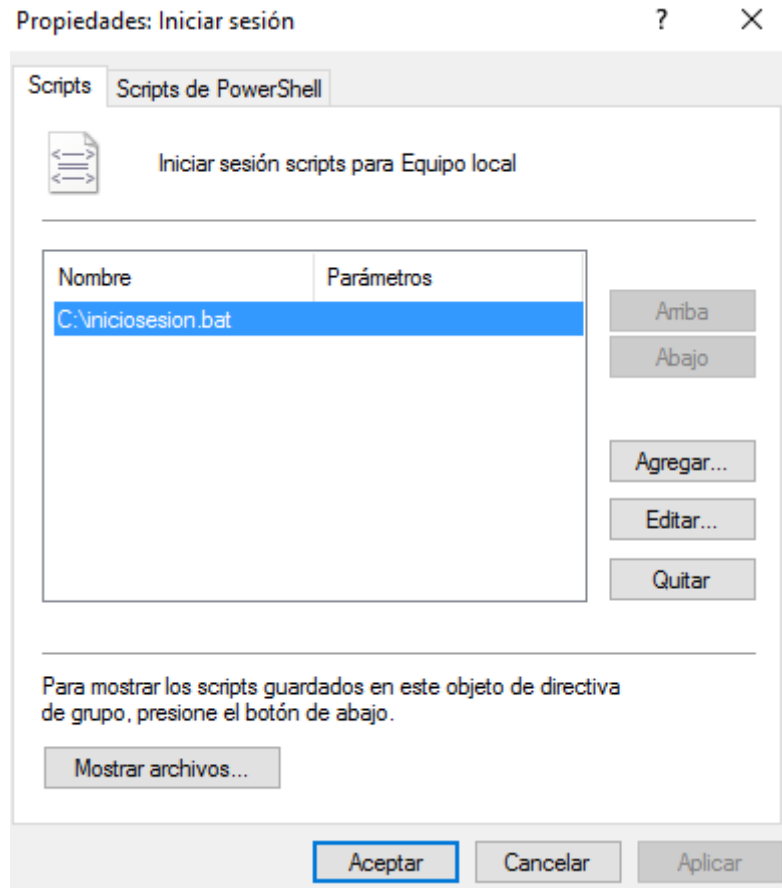 Propiedades: Iniciar sesión ? ×
Scripts Scripts de PowerShell
Iniciar sesión scripts para Equipo local
Nombre Parámetros
C:\iniciosesion.bat
Arriba
Abajo
Agregar...
Editar...
Quitar
Para mostrar los scripts guardados en este objeto de directiva
de grupo, presione el botón de abajo.
Mostrar archivos...
Aceptar Cancelar Aplicar